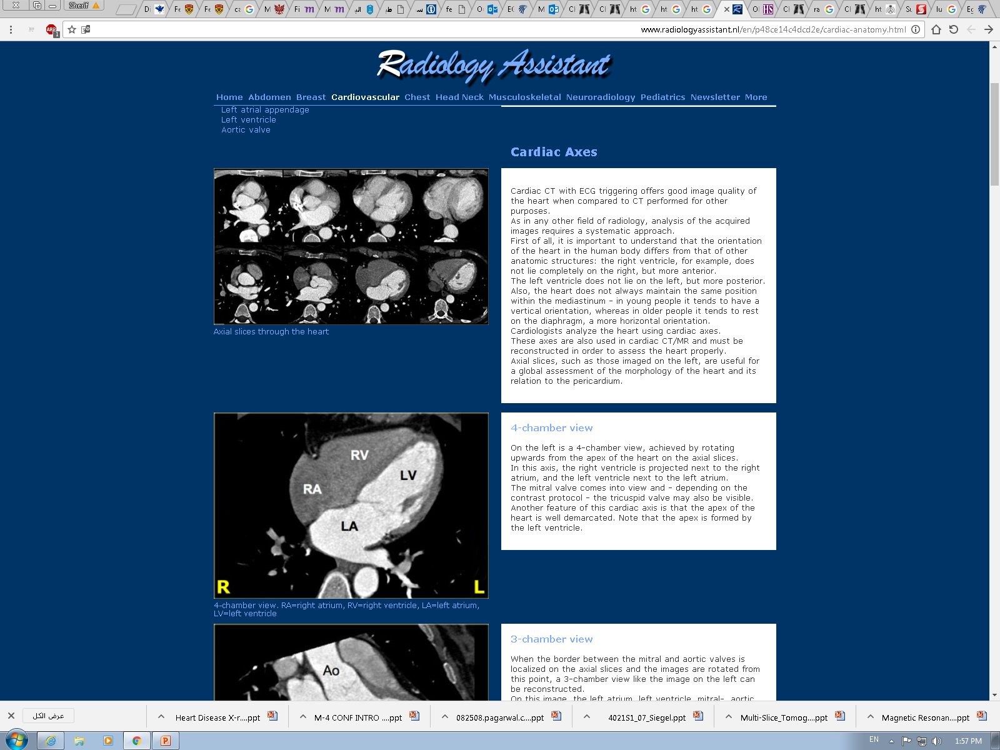 Sherif
www.radiologyassistant.nl/en/p48ce14c4dcd2e/cardiac-anatomy.html
Radiology Assistant
Home Abdomen Breast Cardiovascular Chest Head Neck Musculoskeletal Neuroradiology Pediatrics Newsletter More
Left atrial appendage
Left ventricle
Aortic valve
Cardiac Axes
Cardiac CT with ECG triggering offers good image quality of
the heart when compared to CT performed for other
purposes.
As in any other field of radiology, analysis of the acquired
images requires a systematic approach.
First of all, it is important to understand that the orientation
of the heart in the human body differs from that of other
anatomic structures: the right ventricle, for example, does
not lie completely on the right, but more anterior.
The left ventricle does not lie on the left, but more posterior.
Also, the heart does not always maintain the same position
within the mediastinum - in young people it tends to have a
vertical orientation, whereas in older people it tends to rest
on the diaphragm, a more horizontal orientation.
Cardiologists analyze the heart using cardiac axes.
These axes are also used in cardiac CT/MR and must be
reconstructed in order to assess the heart properly.
Axial slices, such as those imaged on the left, are useful for
a global assessment of the morphology of the heart and its
relation to the pericardium.
Axial slices through the heart
RV
LV
RA
LA
R
L
4-chamber view. RA=right atrium, RV=right ventricle, LA=left atrium,
LV=left ventricle
4-chamber view
On the left is a 4-chamber view, achieved by rotating
upwards from the apex of the heart on the axial slices.
In this axis, the right ventricle is projected next to the right
atrium, and the left ventricle next to the left atrium.
The mitral valve comes into view and - depending on the
contrast protocol - the tricuspid valve may also be visible.
Another feature of this cardiac axis is that the apex of the
heart is well demarcated. Note that the apex is formed by
the left ventricle.
Ao
3-chamber view
When the border between the mitral and aortic valves is
localized on the axial slices and the images are rotated from
this point, a 3-chamber view like the image on the left can
be reconstructed.
On this image, the left atrium, left ventricle, mitral-, aortic
عرض الكل
Heart Disease X-r....ppt
M-4 CONF INTRO ....ppt
082508.pagarwal.c....ppt
4021S1_07_Siegel.ppt
Multi-Slice_Tomog....ppt
Magnetic Resonan....ppt
EN
1:57 PM